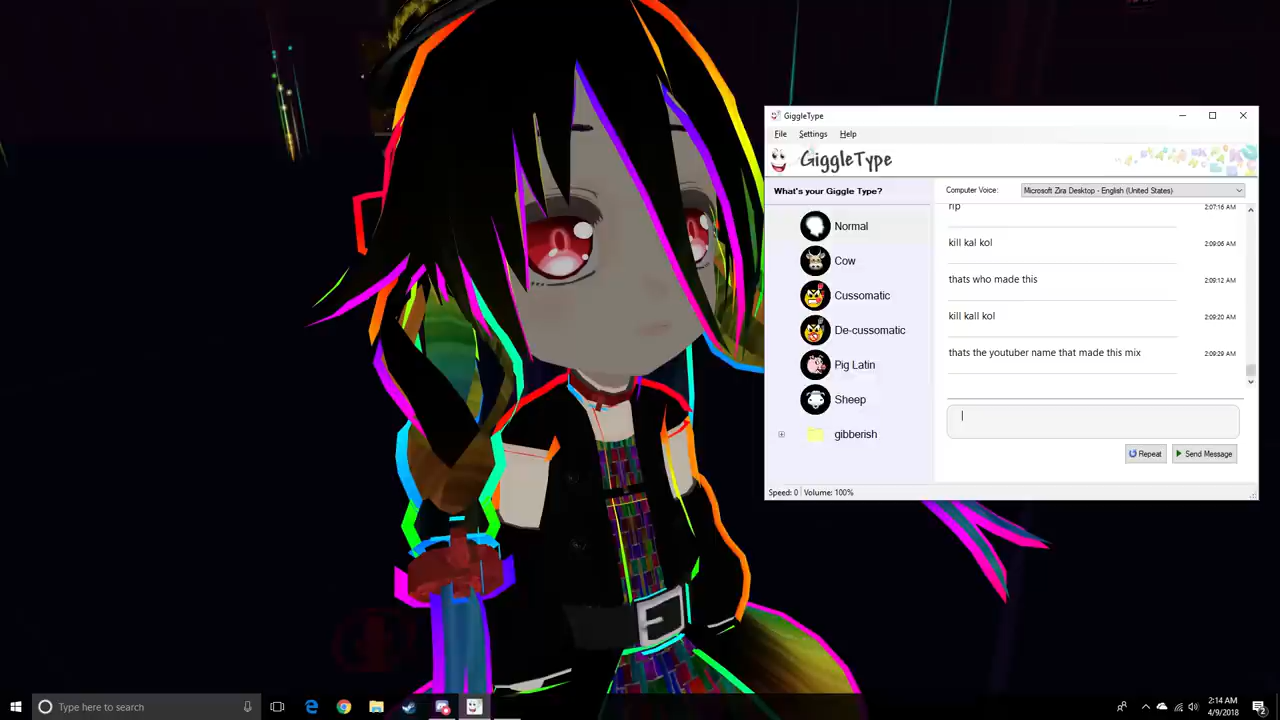 GiggleType
File Settings Help
GiggleType
What's your Giggle Type?
Normal
Cow
Cussomatic
De-cussomatic
Pig Latin
Sheep
gibberish
Computer Voice: Microsoft Zira Desktop - English (United States)
rip 2:07:16 AM
kill kal kol 2:09:06 AM
thats who made this 2:09:12 AM
kill kall kol 2:09:20 AM
thats the youtuber name that made this mix 2:09:29 AM
Repeat Send Message
Speed: 0 Volume: 100%
Type here to search
2:14 AM
4/9/2018
2